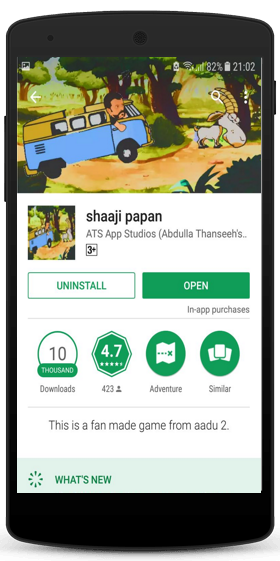 82% 21:02
shaaji papan
ATS App Studios (Abdulla Thanseeh's..
3+
UNINSTALL
OPEN
In-app purchases
10
THOUSAND
4.7
Downloads
423
Adventure
Similar
This is a fan made game from aadu 2.
WHAT'S NEW